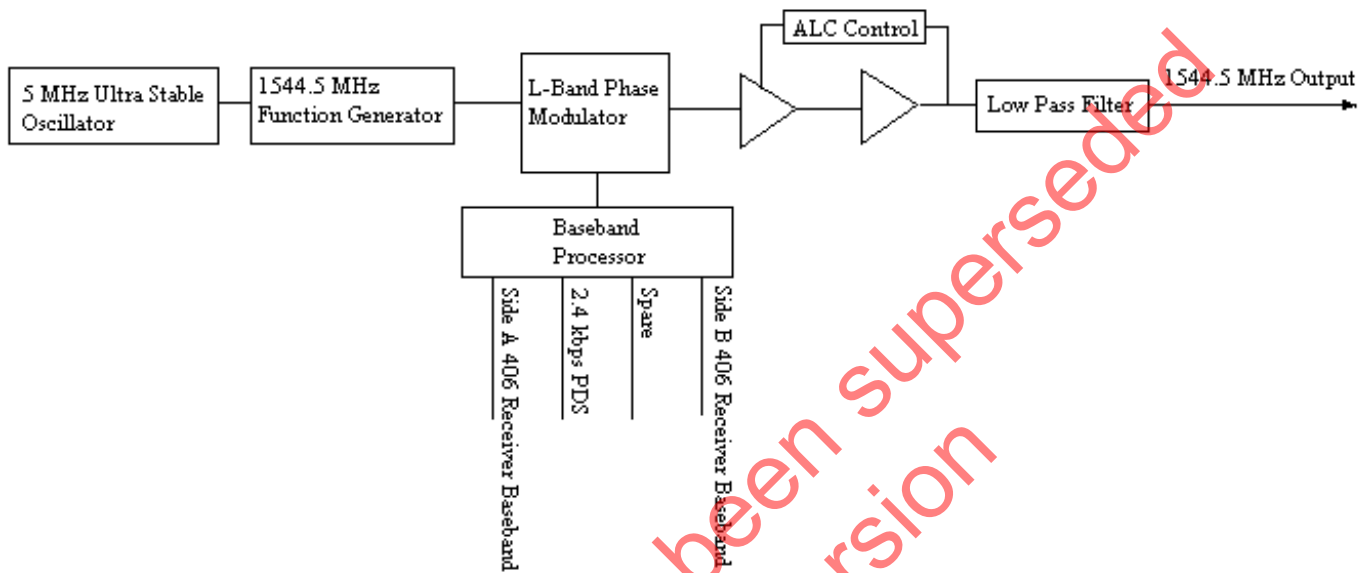 ALC Control
5 MHz Ultra Stable
Oscillator
1544.5 MHz
Function Generator
L-Band Phase
Modulator
Low Pass Filter
1544.5 MHz Output
Baseband
Processor
Side A 406 Receiver Baseband
2.4 kbps PDS
Spare
Side B 406 Receiver Baseband
been superseded